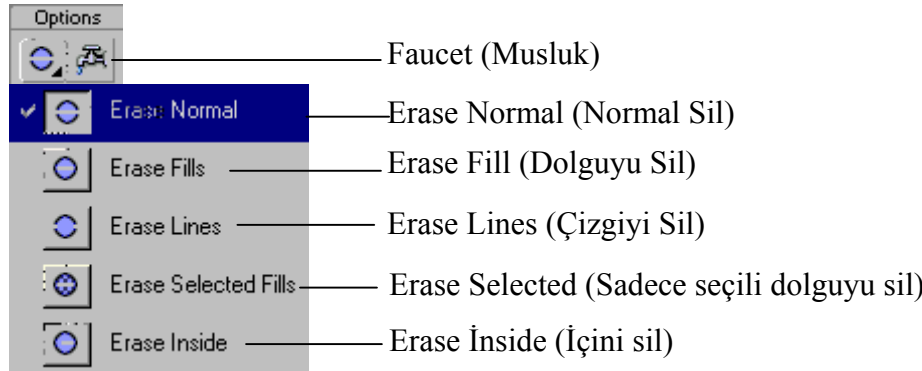 Options
Faucet (Musluk)
Erase Normal Erase Normal (Normal Sil)
Erase Fills Erase Fill (Dolguyu Sil)
Erase Lines Erase Lines (Çizgiyi Sil)
Erase Selected Fills Erase Selected (Sadece seçili dolguyu sil)
Erase Inside Erase İnside (İçini sil)